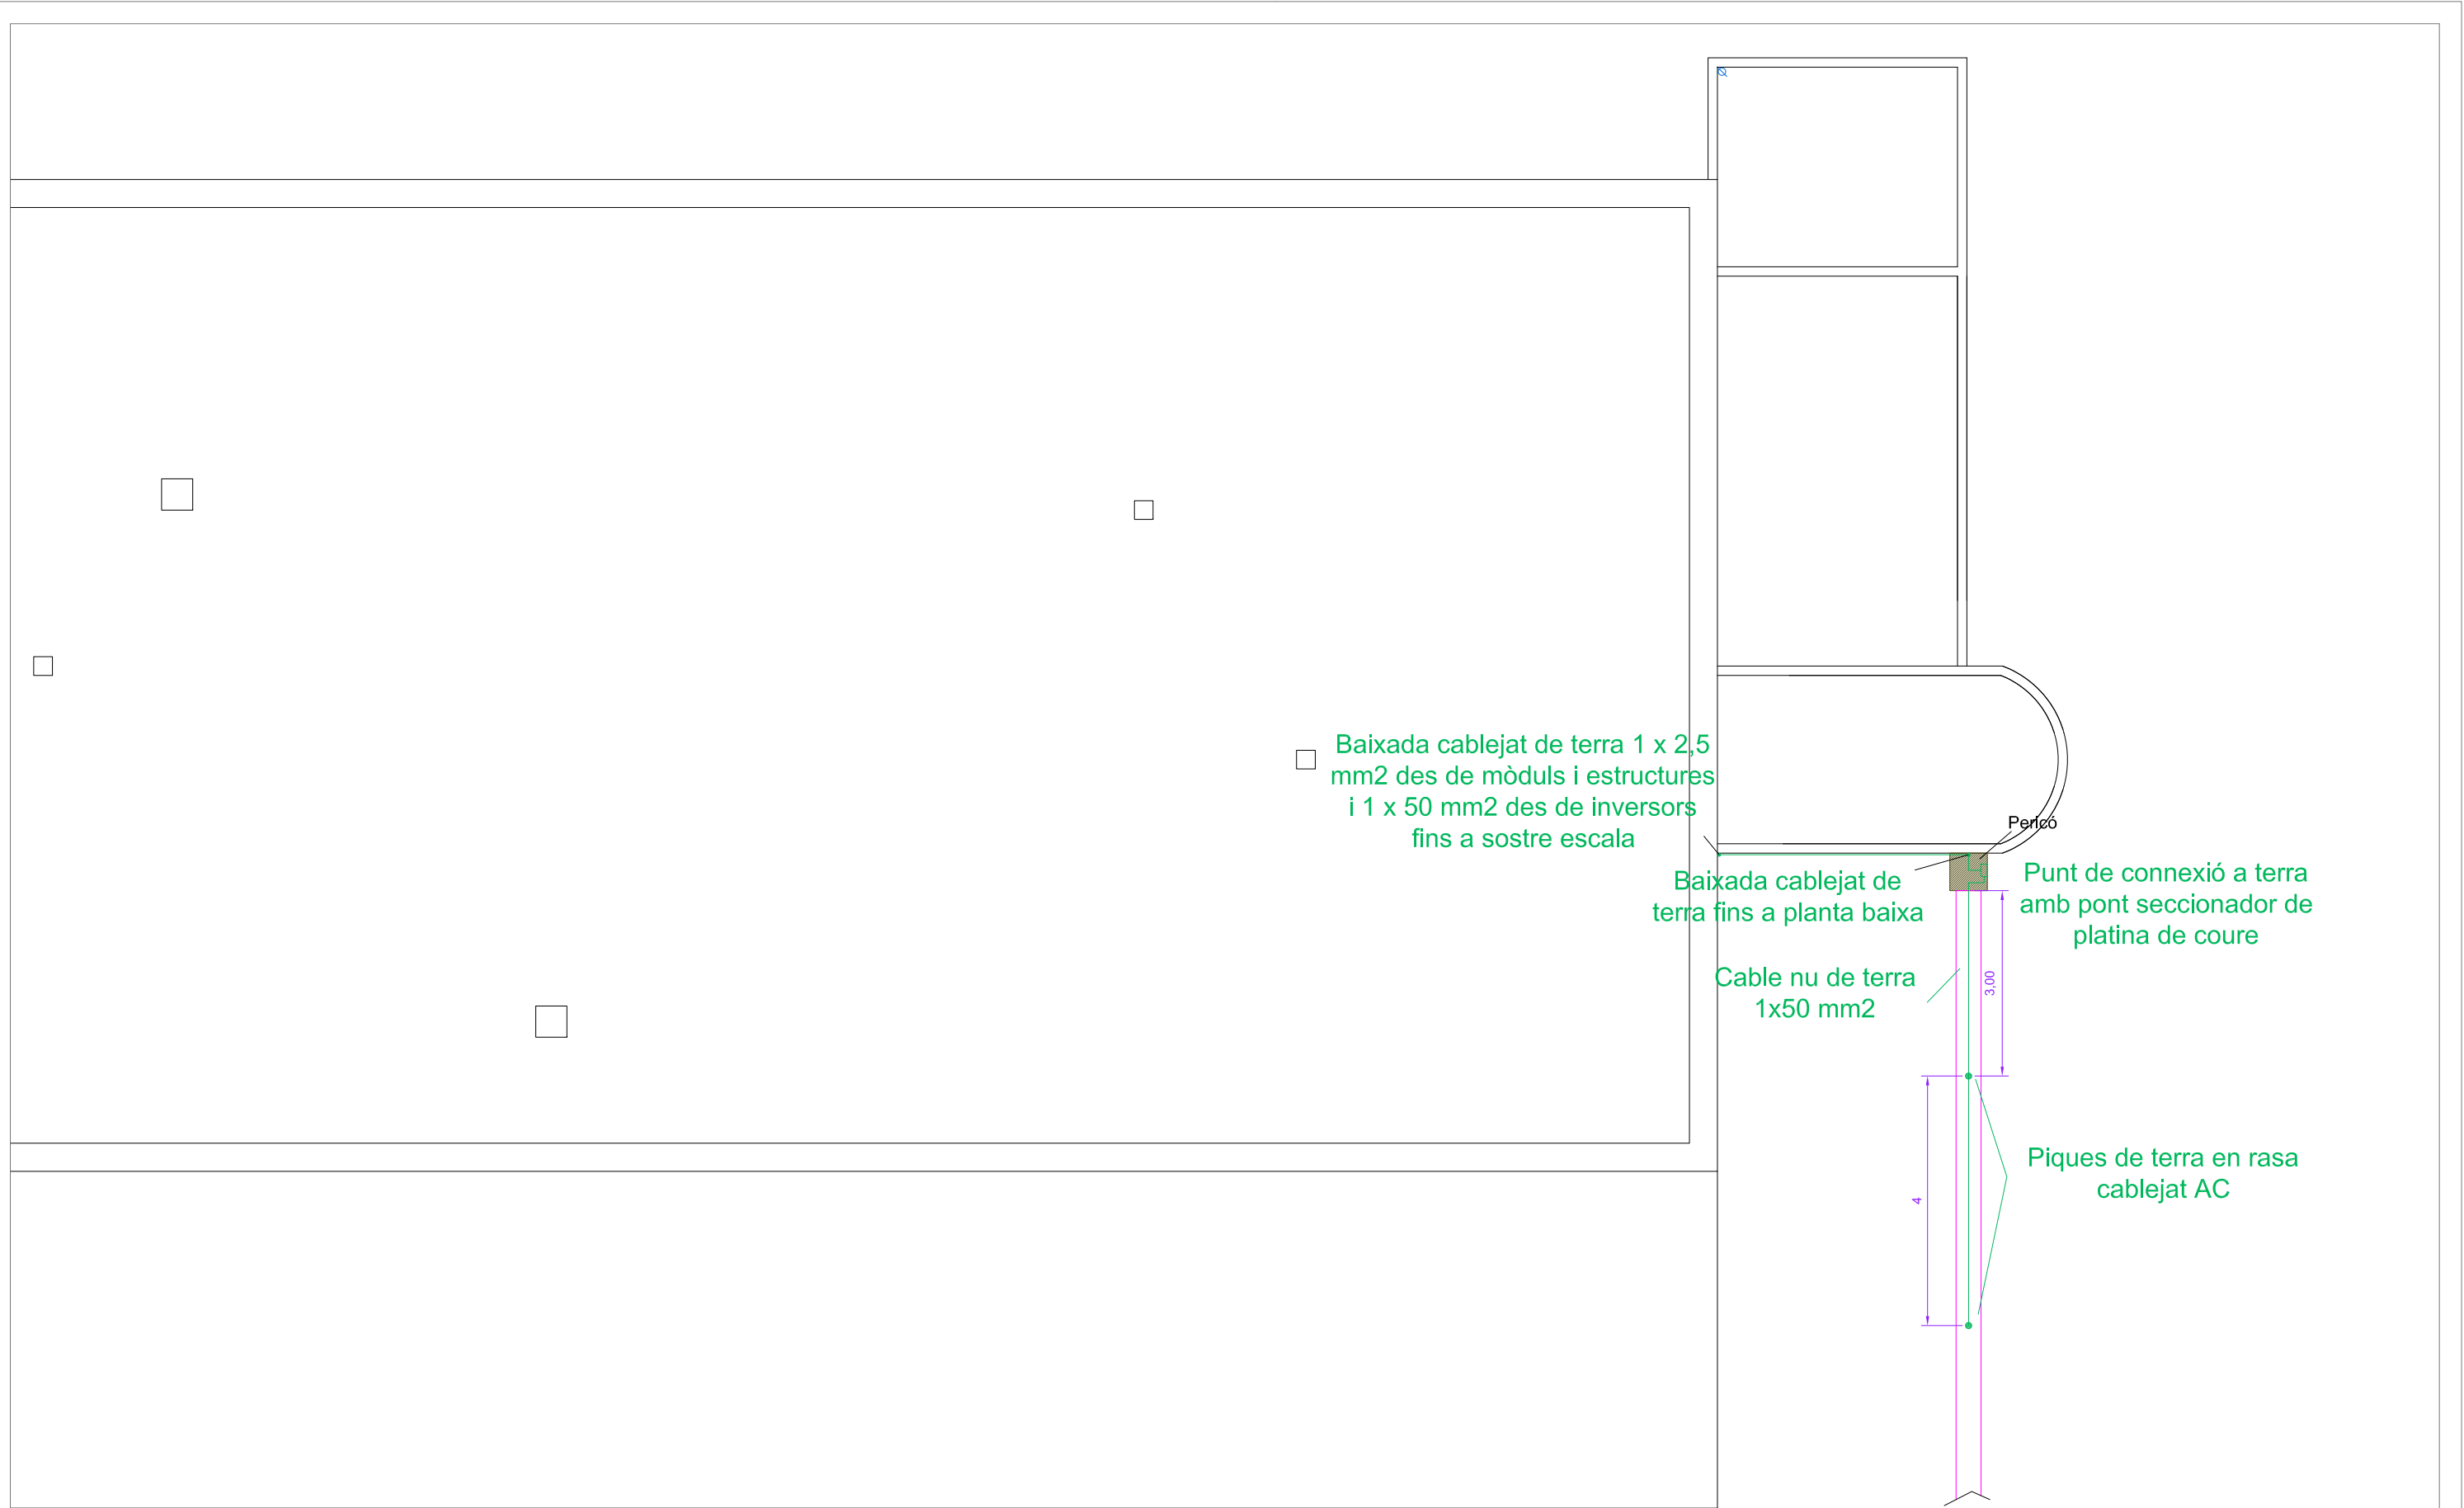 Baixada cablejat de terra 1 x 2,5
mm2 des de mòduls i estructures
i 1 x 50 mm2 des de inversors
fins a sostre escala
Pericó
Baixada cablejat de
terra fins a planta baixa
Punt de connexió a terra
amb pont seccionador de
platina de coure
Cable nu de terra
1x50 mm2
3,00
4
Piques de terra en rasa
cablejat AC